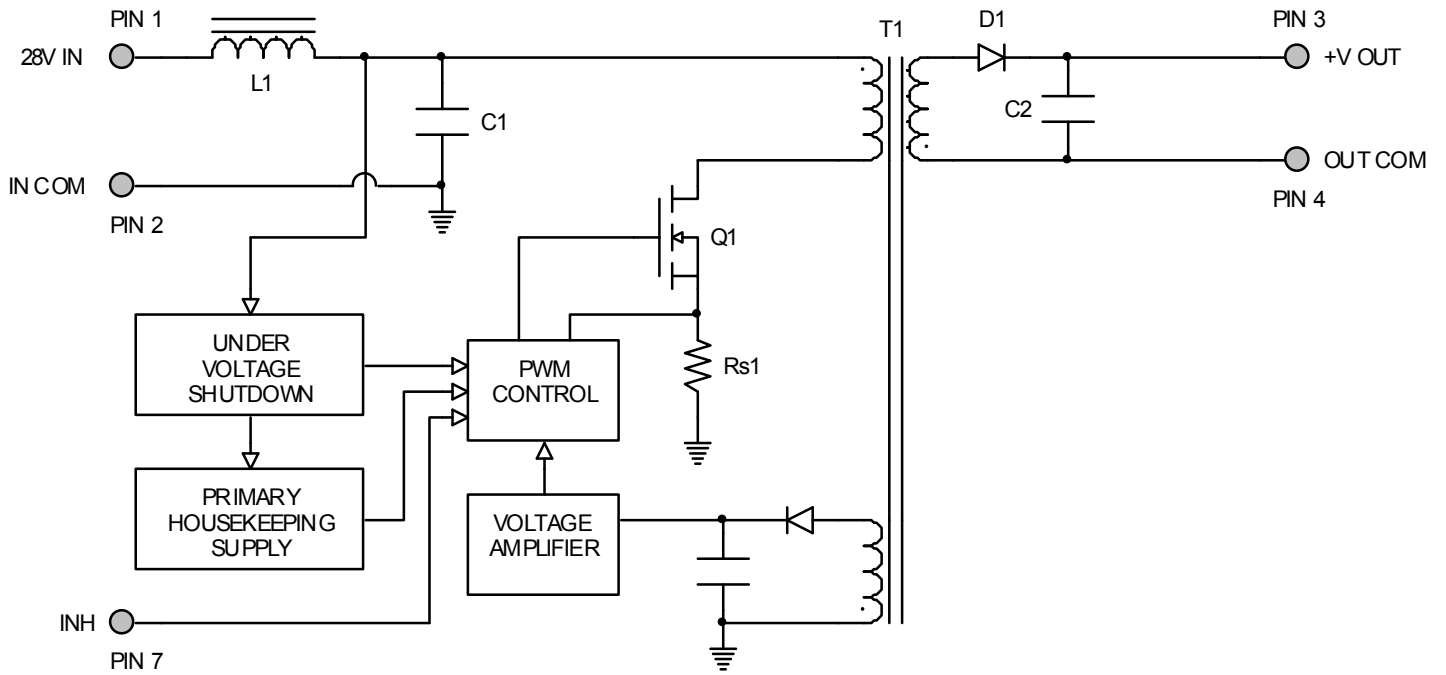 PIN 1
T1
D1
PIN 3
28V IN
L1
+V OUT
C1
C2
IN COM
OUT COM
PIN 2
PIN 4
Q1
UNDER
VOLTAGE
SHUTDOWN
PWM
CONTROL
Rs1
PRIMARY
HOUSEKEEPING
SUPPLY
VOLTAGE
AMPLIFIER
INH
PIN 7